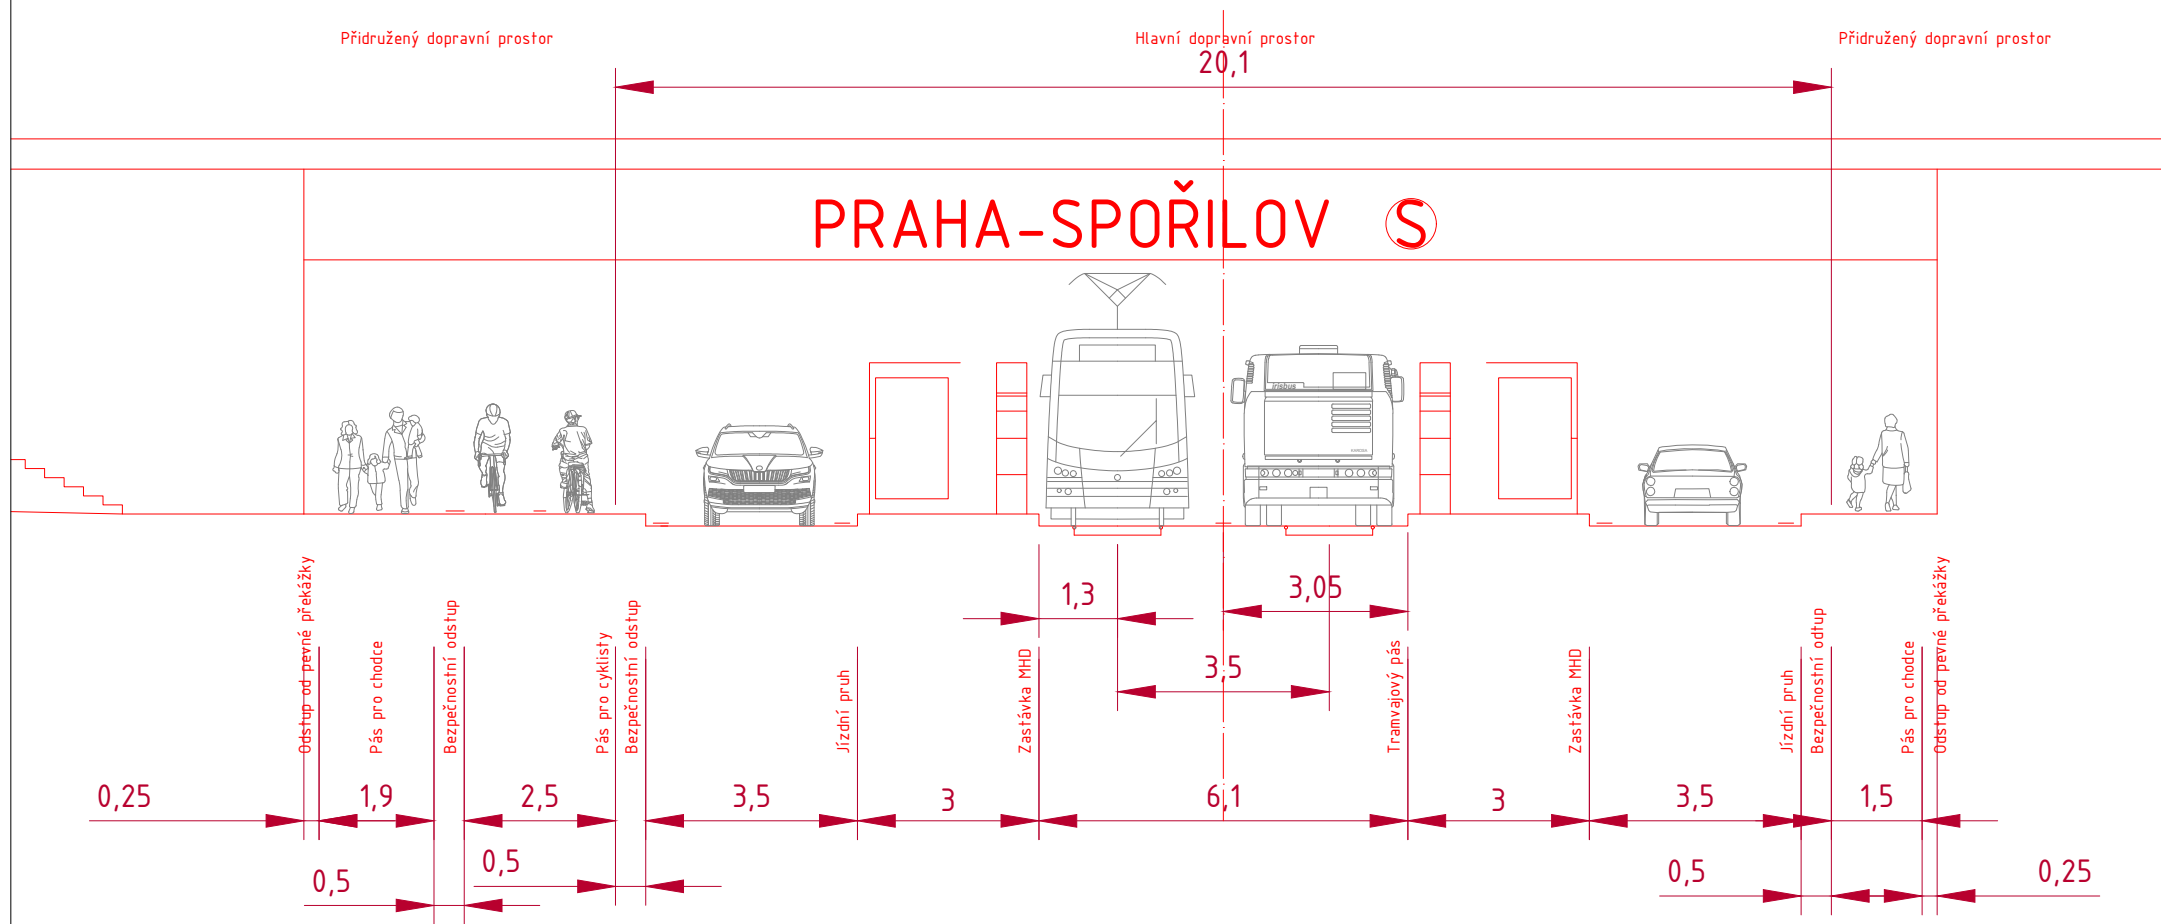 Přidružený dopravní prostor
Hlavní dopravní prostor
Přidružený dopravní prostor
20,1
PRAHA-SPOŘILOV S
irisbus
KAROSA
1,3
3,05
3,5
Odstup od pevné překážky
Pás pro chodce
Bezpečnostní odstup
Pás pro cyklisty
Bezpečnostní odstup
Jízdní pruh
Zastávka MHD
Tramvajový pás
Zastávka MHD
Jízdní pruh
Bezpečnostní odtup
Pás pro chodce
Odstup od pevné překážky
0,25
1,9
2,5
3,5
3
6,1
3
3,5
1,5
0,5
0,5
0,5
0,25